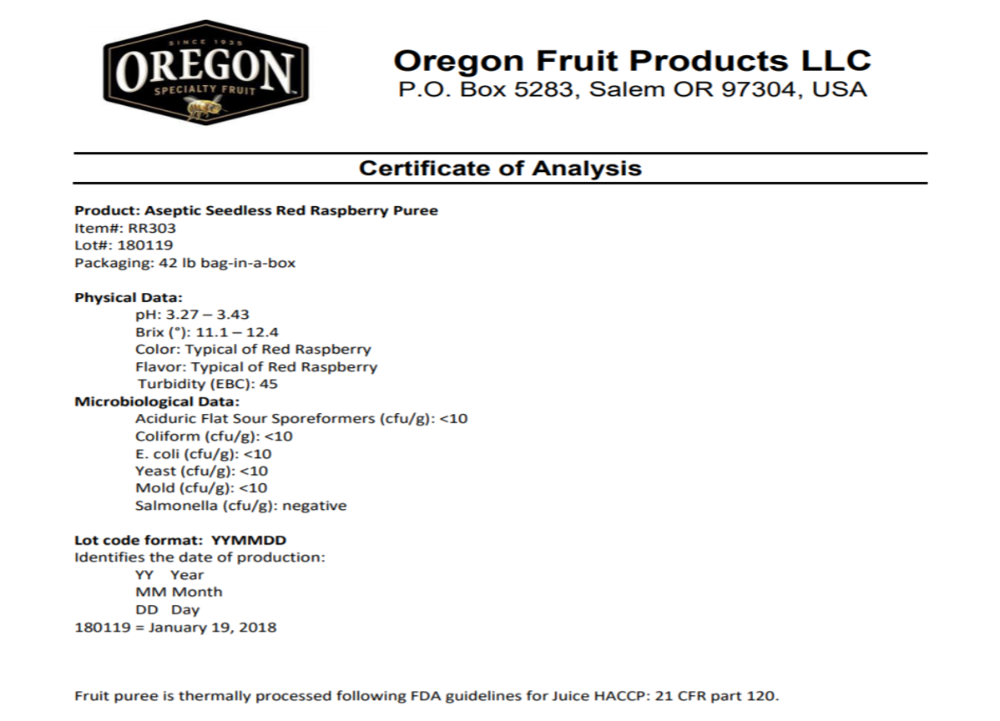 SINCE 1935
OREGON
SPECIALTY FRUIT
Oregon Fruit Products LLC
P.O. Box 5283, Salem OR 97304, USA
Certificate of Analysis
Product: Aseptic Seedless Red Raspberry Puree
Item#: RR303
Lot#: 180119
Packaging: 42 lb bag-in-a-box
Physical Data:
pH: 3.27 – 3.43
Brix (°): 11.1 – 12.4
Color: Typical of Red Raspberry
Flavor: Typical of Red Raspberry
Turbidity (EBC): 45
Microbiological Data:
Aciduric Flat Sour Sporeformers (cfu/g): <10
Coliform (cfu/g): <10
E. coli (cfu/g): <10
Yeast (cfu/g): <10
Mold (cfu/g): <10
Salmonella (cfu/g): negative
Lot code format:  YYMMDD
Identifies the date of production:
YY Year
MM Month
DD Day
180119 = January 19, 2018
Fruit puree is thermally processed following FDA guidelines for Juice HACCP: 21 CFR part 120.